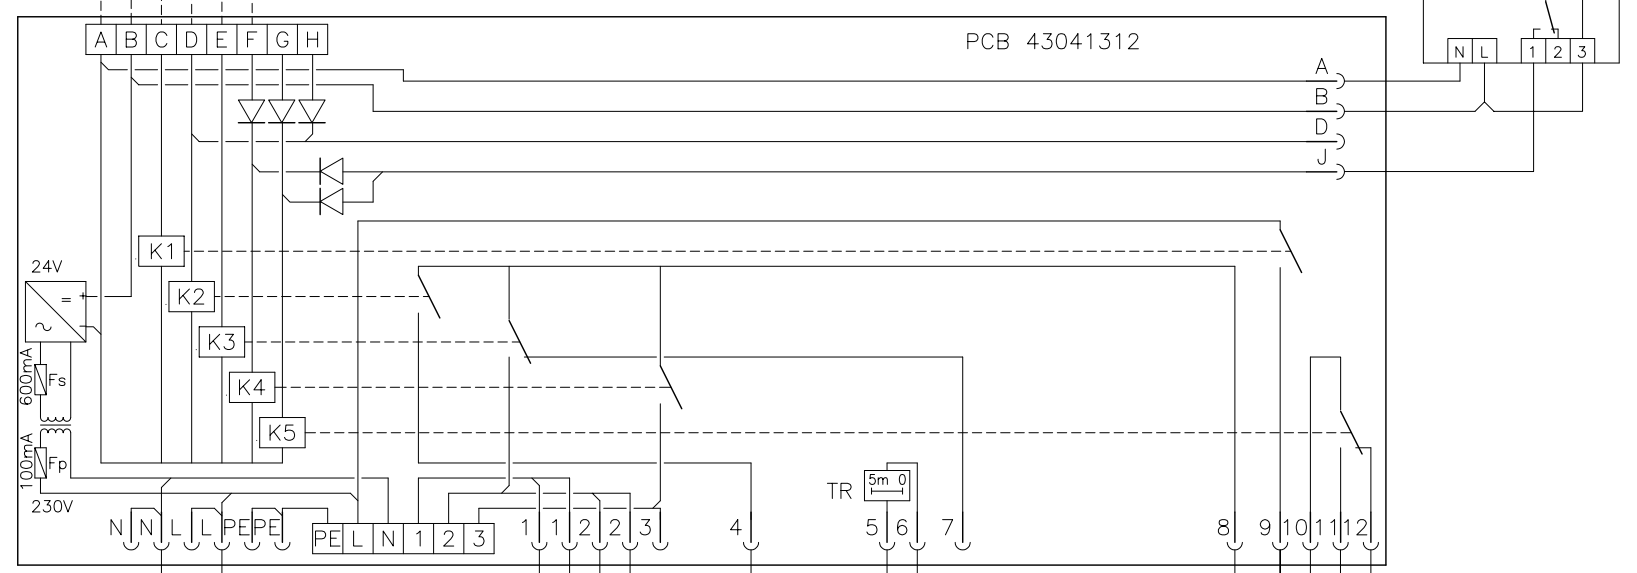 A B C D E F G H
PCB 43041312
N L 1 2 3
A
B
D
J
K1
24V
= +
K2
-
~
K3
600mA
Fs
K4
K5
100mA
Fp
5m 0
TR
230V
N N L L PE PE
1 1 2 2 3 4 5 6 7 8 9 10 11 12
PE L N 1 2 3